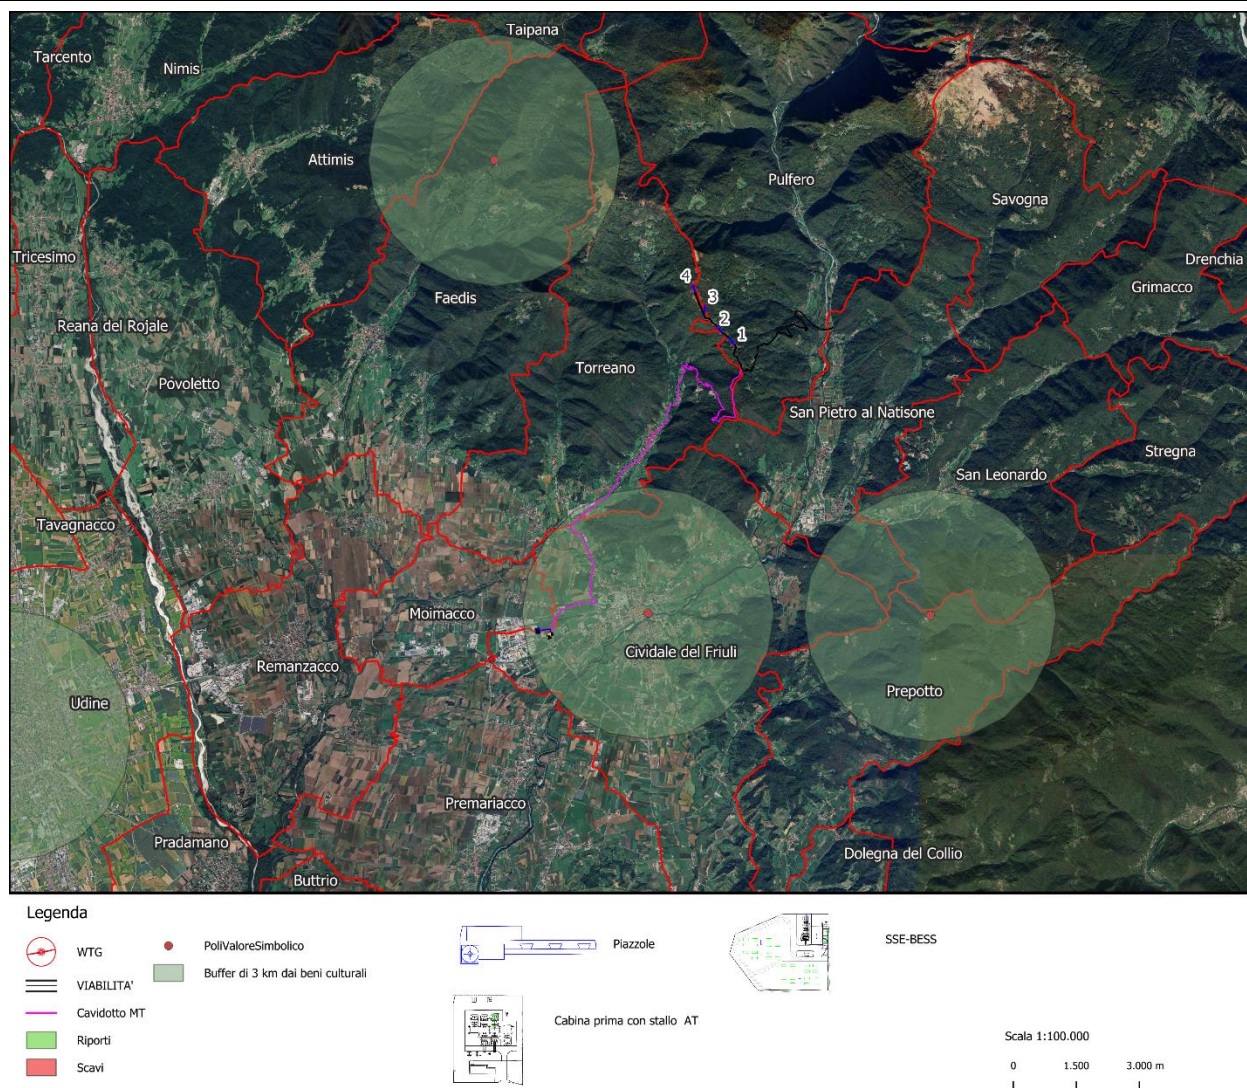 Taipana
Tarcento
Nimis
Attimis
Pulfero
Savogna
Tricesimo
Drenchia
Grimacco
4
3
2
1
Faedis
Reana del Rojale
Povoletto
Torreano
San Pietro al Natisone
Stregna
San Leonardo
Tavagnacco
Moimacco
Cividale del Friuli
Remanzacco
Udine
Prepotto
Premariacco
Pradamano
Dolegna del Collio
Buttrio
Legenda
WTG
PoliValoreSimbolico
Buffer di 3 km dai beni culturali
VIABILITA'
Cavidotto MT
Riporti
Scavi
Piazzole
Cabina prima con stallo AT
SSE-BESS
Scala 1:100.000
0 1.500 3.000 m